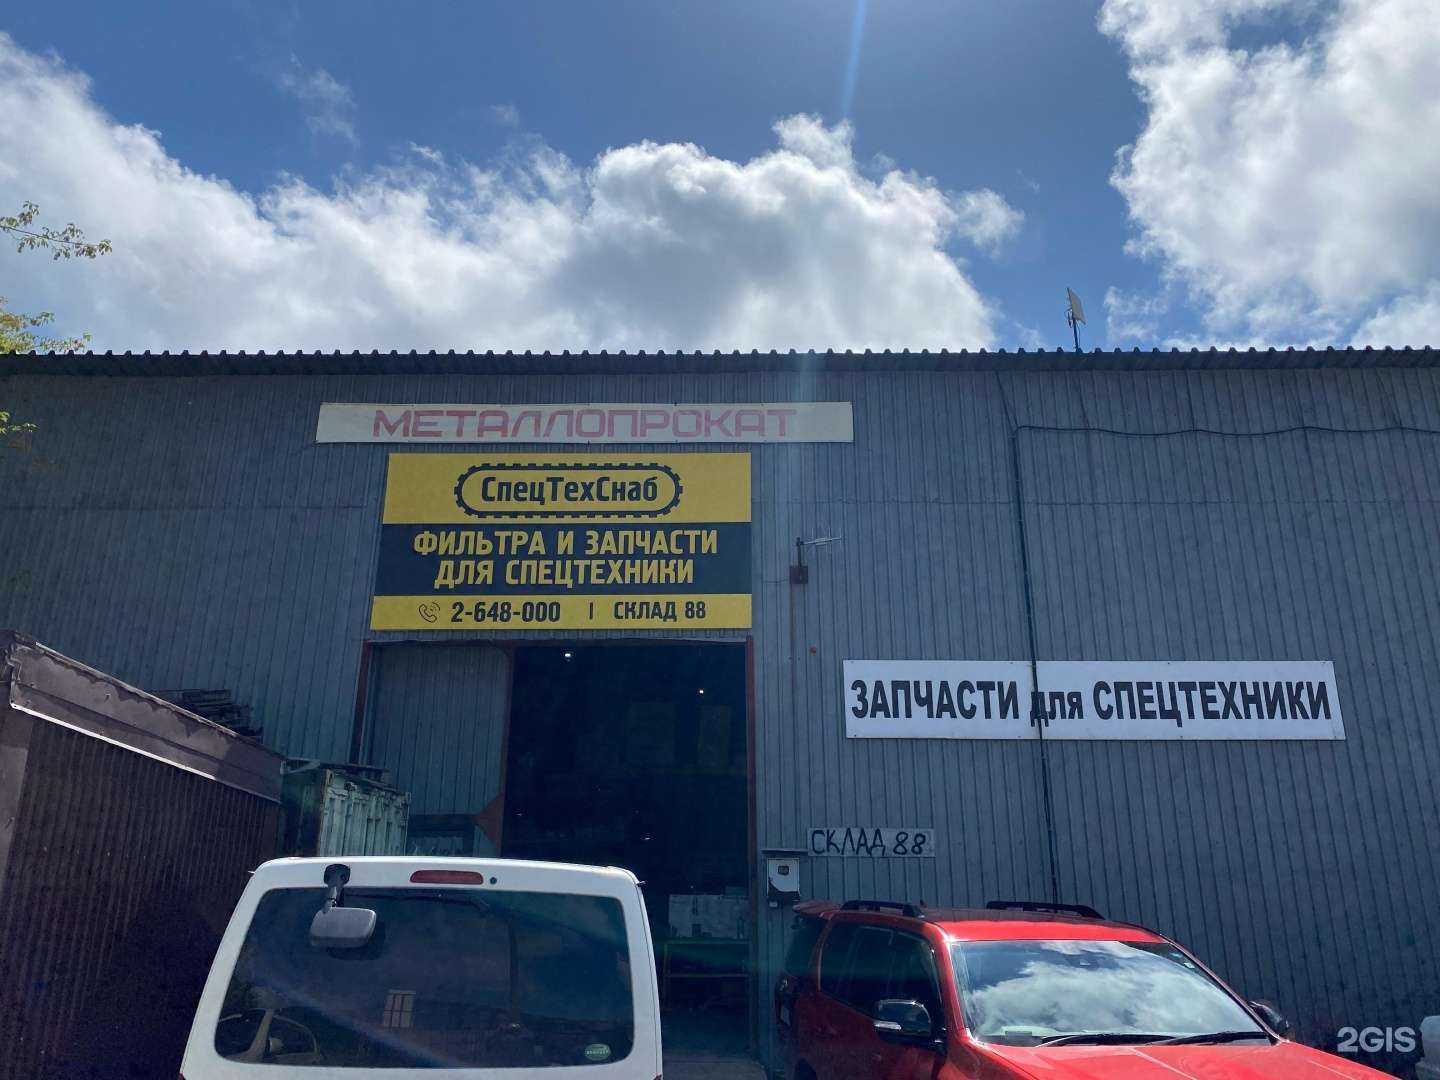 МЕТАЛЛОПРОКАТ
СпецТехСнаб
ФИЛЬТРА И ЗАПЧАСТИ
ДЛЯ СПЕЦТЕХНИКИ
2-648-000 | СКЛАД 88
ЗАПЧАСТИ для СПЕЦТЕХНИКИ
СКЛАД 88
2GIS